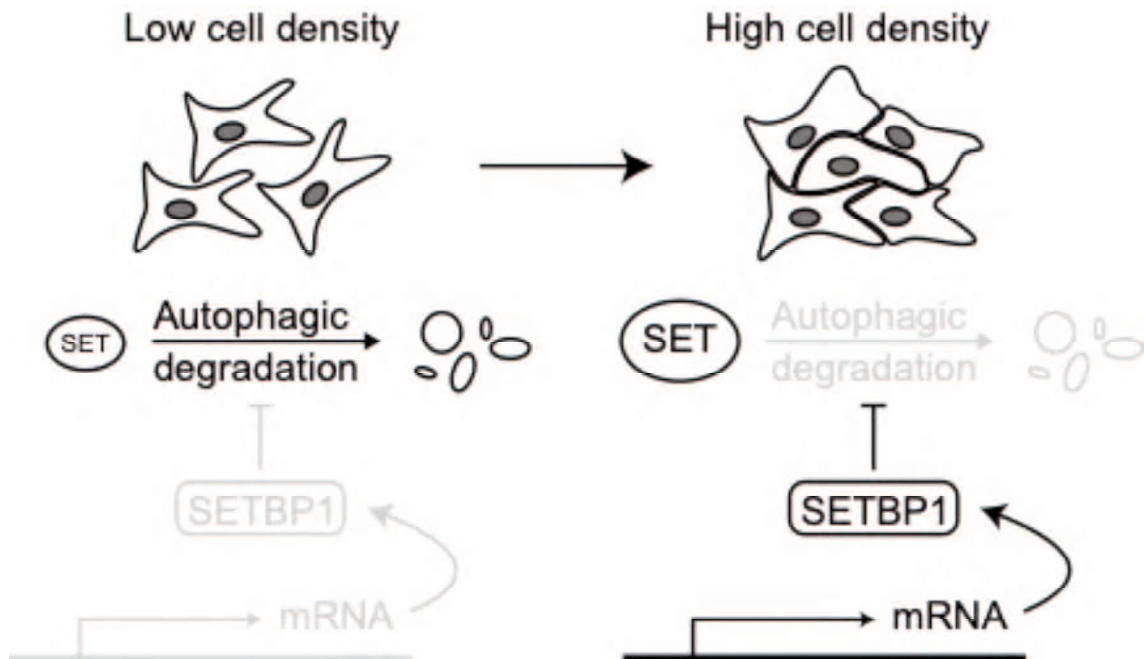 Low cell density
High cell density
SET
Autophagic
degradation
SET
Autophagic
degradation
SETBP1
SETBP1
mRNA
mRNA